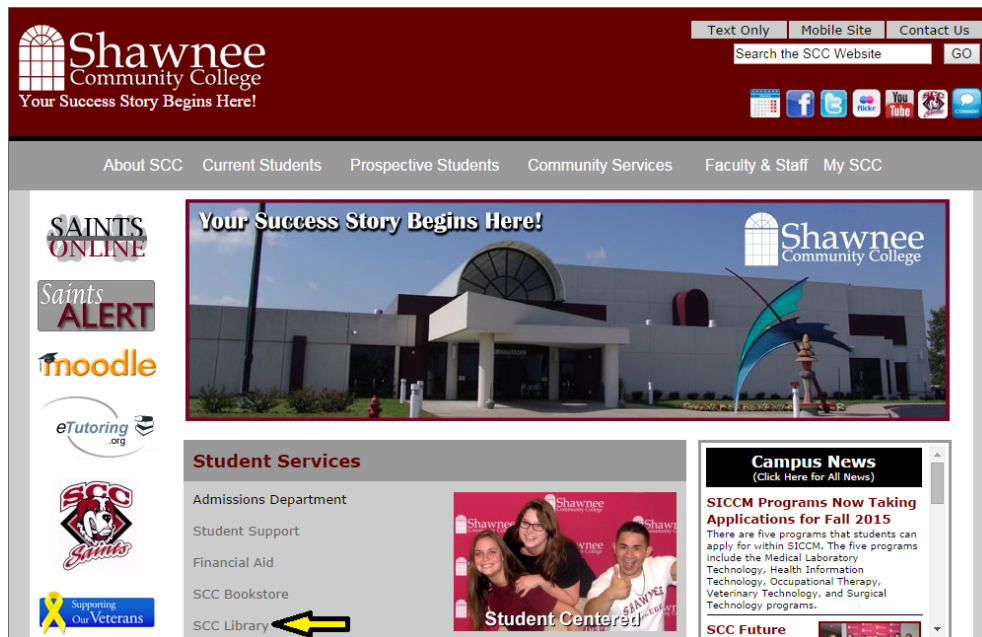 Shawnee
Community College
Your Success Story Begins Here!
Text Only Mobile Site Contact Us
Search the SCC Website GO
flickr You Tube SCC COMMENT
About SCC Current Students Prospective Students Community Services Faculty & Staff My SCC
SAINTS
ONLINE
Saints
ALERT
moodle
eTutoring
.org
SCC
Saints
Supporting
Our Veterans
Your Success Story Begins Here!
Shawnee
Community College
Student Services
Admissions Department
Student Support
Financial Aid
SCC Bookstore
SCC Library
Shawnee
Community College
Shawnee
SHAWNEE
Student Centered
Campus News
(Click Here for All News)
SICCM Programs Now Taking
Applications for Fall 2015
There are five programs that students can
apply for within SICCM. The five programs
include the Medical Laboratory
Technology, Health Information
Technology, Occupational Therapy,
Veterinary Technology, and Surgical
Technology programs.
SCC Future